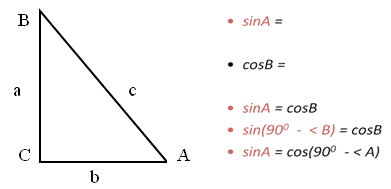 B
a
c
C
A
b
• sinA =
• cosB =
• sinA = cosB
• sin(90⁰ - < B) = cosB
• sinA = cos(90⁰ - < A)